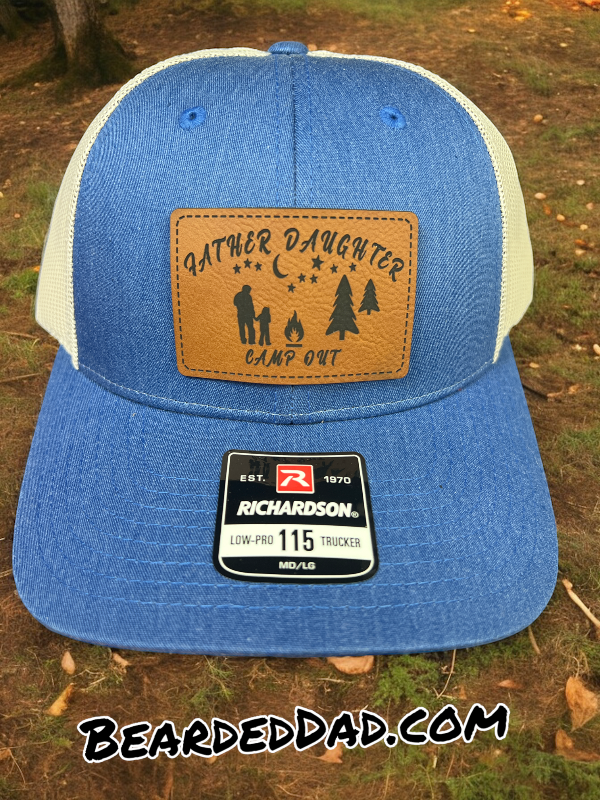 FATHER DAUGHTER
CAMP OUT
EST. R 1970
RICHARDSON®
LOW-PRO 115 TRUCKER
MD/LG
BEARDEDDAD.COM